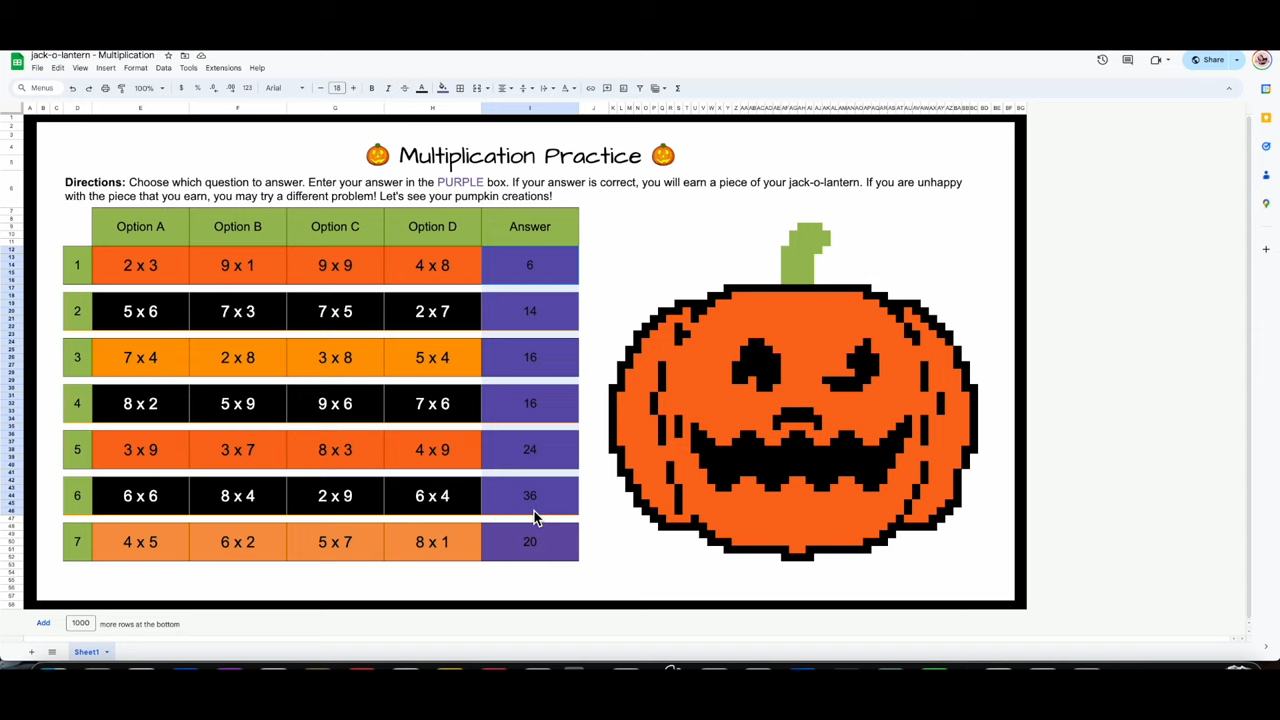 jack-o-lantern - Multiplication
File Edit View Insert Format Data Tools Extensions Help
Share
Menus 100% $ % .0 .00 123 Arial 18 B I S A Σ
A B C D E F G H I J K L M N O P Q R S T U V W X Y Z
🎃 Multiplication Practice 🎃
Directions: Choose which question to answer. Enter your answer in the PURPLE box. If your answer is correct, you will earn a piece of your jack-o-lantern. If you are unhappy
with the piece that you earn, you may try a different problem! Let's see your pumpkin creations!
Option A Option B Option C Option D Answer
1 2 x 3 9 x 1 9 x 9 4 x 8 6
2 5 x 6 7 x 3 7 x 5 2 x 7 14
3 7 x 4 2 x 8 3 x 8 5 x 4 16
4 8 x 2 5 x 9 9 x 6 7 x 6 16
5 3 x 9 3 x 7 8 x 3 4 x 9 24
6 6 x 6 8 x 4 2 x 9 6 x 4 36
7 4 x 5 6 x 2 5 x 7 8 x 1 20
Add 1000 more rows at the bottom
Sheet1